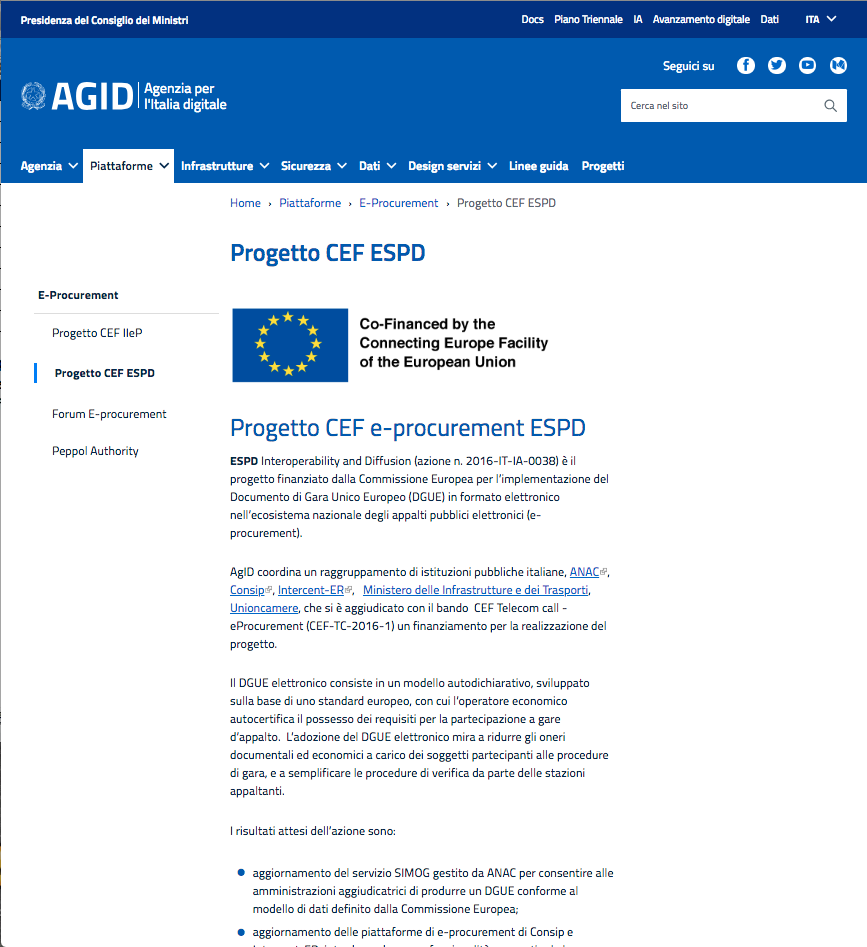 Presidenza del Consiglio dei Ministri
Docs Piano Triennale IA Avanzamento digitale Dati ITA
Seguici su
AGID Agenzia per
l'Italia digitale
Cerca nel sito
Agenzia Piattaforme Infrastrutture Sicurezza Dati Design servizi Linee guida Progetti
Home › Piattaforme › E-Procurement › Progetto CEF ESPD
Progetto CEF ESPD
E-Procurement
Progetto CEF IIeP
Progetto CEF ESPD
Forum E-procurement
Peppol Authority
Co-Financed by the
Connecting Europe Facility
of the European Union
Progetto CEF e-procurement ESPD
ESPD Interoperability and Diffusion (azione n. 2016-IT-IA-0038) è il
progetto finanziato dalla Commissione Europea per l'implementazione del
Documento di Gara Unico Europeo (DGUE) in formato elettronico
nell'ecosistema nazionale degli appalti pubblici elettronici (e-
procurement).
AgID coordina un raggruppamento di istituzioni pubbliche italiane, ANAC,
Consip, Intercent-ER, Ministero delle Infrastrutture e dei Trasporti,
Unioncamere, che si è aggiudicato con il bando CEF Telecom call -
eProcurement (CEF-TC-2016-1) un finanziamento per la realizzazione del
progetto.
Il DGUE elettronico consiste in un modello autodichiarativo, sviluppato
sulla base di uno standard europeo, con cui l'operatore economico
autocertifica il possesso dei requisiti per la partecipazione a gare
d'appalto. L'adozione del DGUE elettronico mira a ridurre gli oneri
documentali ed economici a carico dei soggetti partecipanti alle procedure
di gara, e a semplificare le procedure di verifica da parte delle stazioni
appaltanti.
I risultati attesi dell'azione sono:
aggiornamento del servizio SIMOG gestito da ANAC per consentire alle
amministrazioni aggiudicatrici di produrre un DGUE conforme al
modello di dati definito dalla Commissione Europea;
aggiornamento delle piattaforme di e-procurement di Consip e